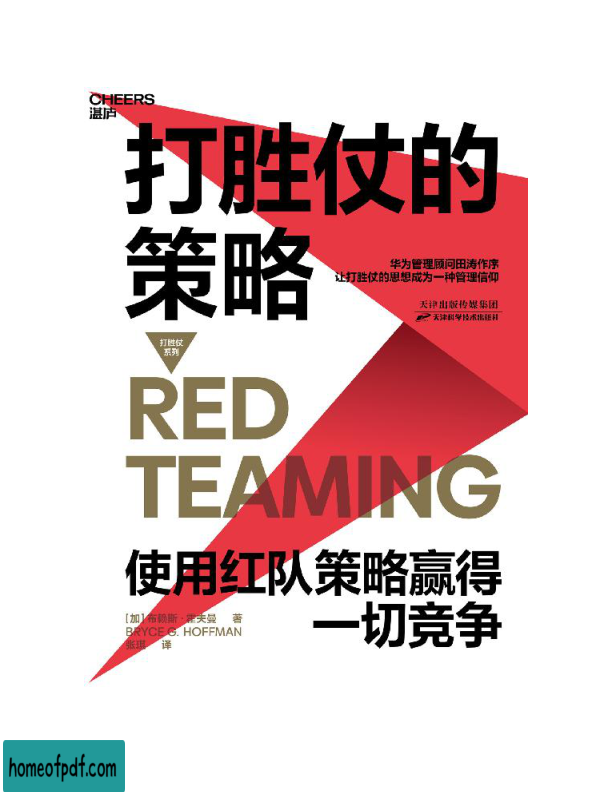 CHEERS
湛庐
打胜仗的
策略
华为管理顾问田涛作序
让打胜仗的思想成为一种管理信仰
天津出版传媒集团
天津科学技术出版社
打胜仗
系列
RED
TEAMING
使用红队策略赢得
一切竞争
[加]布赖斯·霍夫曼 著
BRYCE G. HOFFMAN
张琪 译
homeofpdf.com